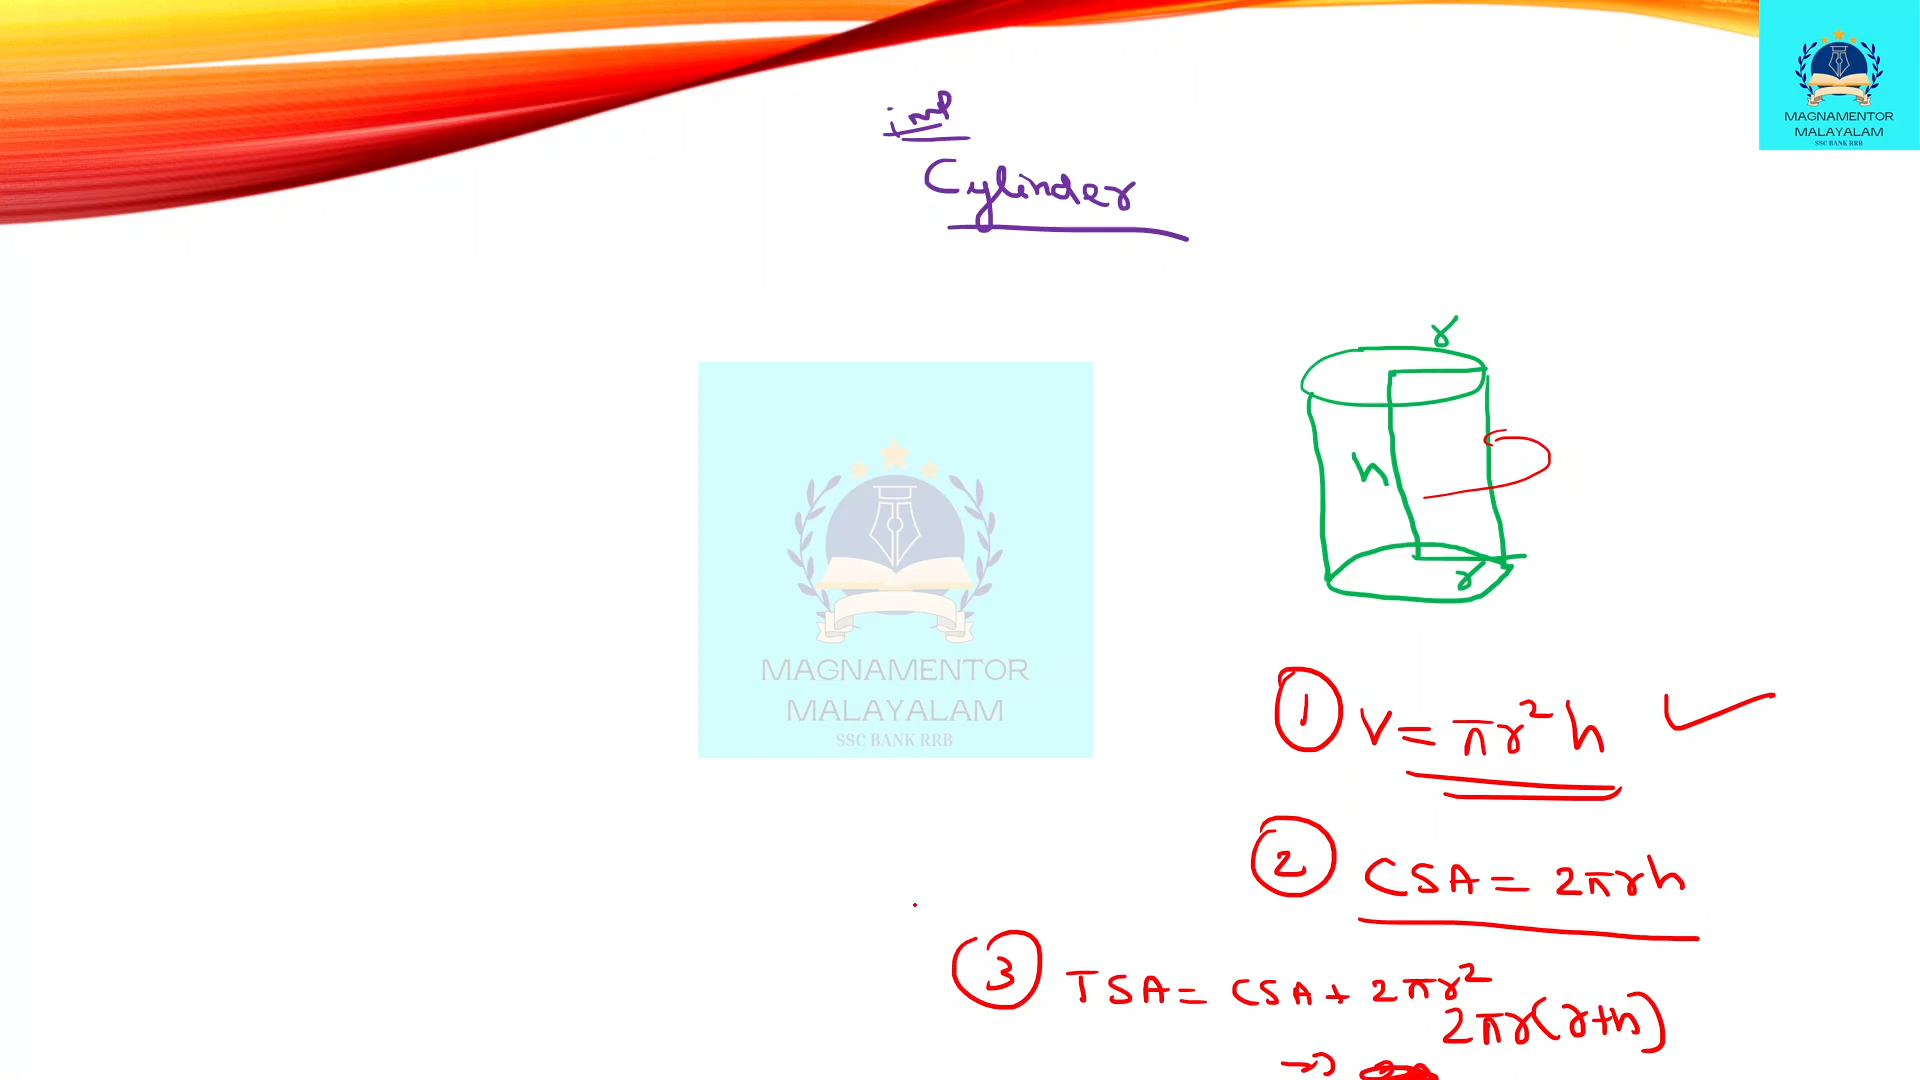 MAGNAMENTOR
MALAYALAM
SSC BANK RRB
imp
Cylinder
r
h
r
MAGNAMENTOR
MALAYALAM
SSC BANK RRB
① V = πr²h
② CSA = 2πrh
③ TSA = CSA + 2πr²
2πr(r+h)